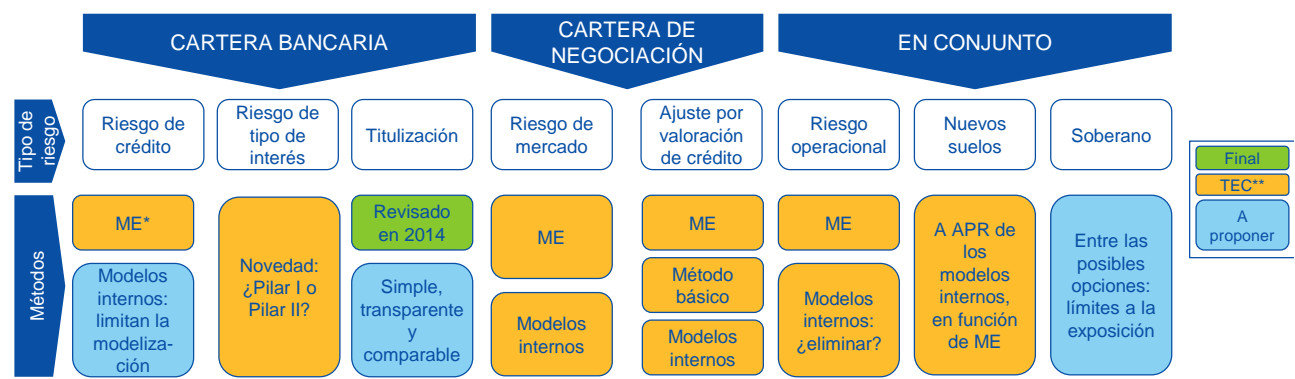 CARTERA BANCARIA
CARTERA DE
NEGOCIACIÓN
EN CONJUNTO
Tipo de
riesgo
Riesgo de
crédito
Riesgo de
tipo de
interés
Titulización
Riesgo de
mercado
Ajuste por
valoración
de crédito
Riesgo
operacional
Nuevos
suelos
Soberano
Métodos
ME*
Modelos
internos:
limitan la
modeliza-
ción
Novedad:
¿Pilar I o
Pilar II?
Revisado
en 2014
Simple,
transparente
y
comparable
ME
Modelos
internos
ME
Método
básico
Modelos
internos
ME
Modelos
internos:
¿eliminar?
A APR de
los
modelos
internos,
en función
de ME
Entre las
posibles
opciones:
límites a la
exposición
Final
TEC**
A
proponer